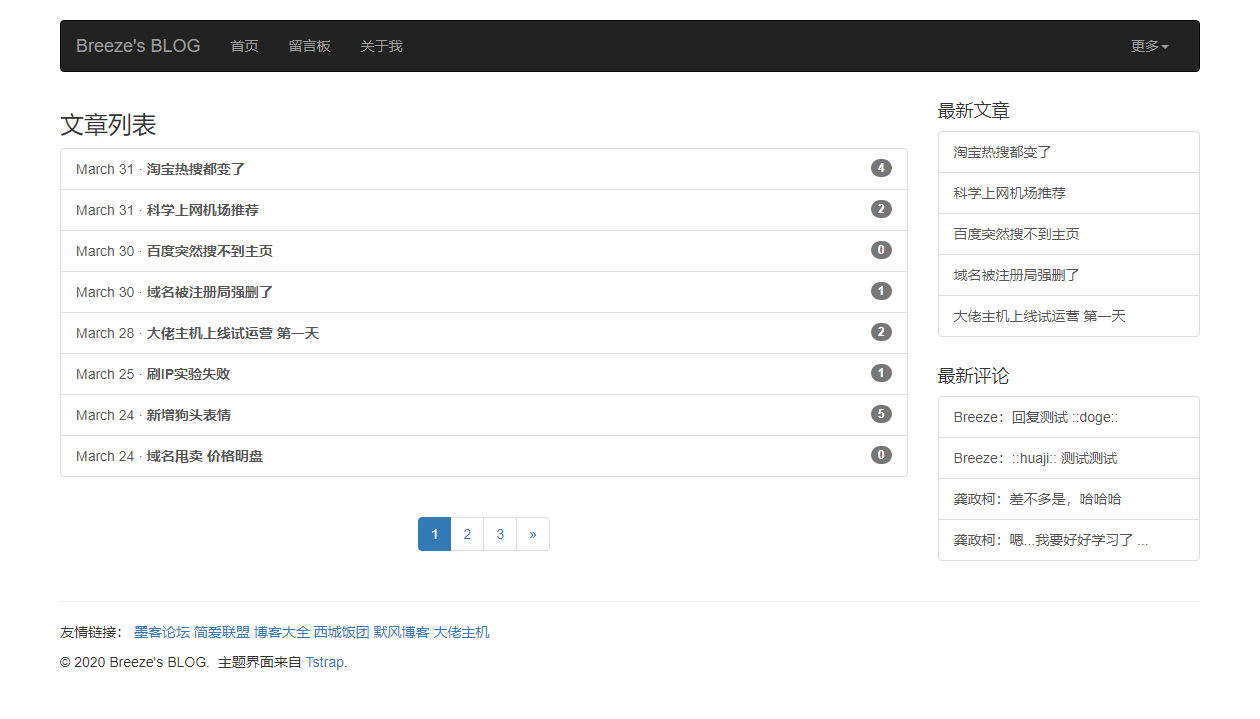 Breeze's BLOG 首页 留言板 关于我 更多
文章列表
March 31 · 淘宝热搜都变了 4
March 31 · 科学上网机场推荐 2
March 30 · 百度突然搜不到主页 0
March 30 · 域名被注册局强删了 1
March 28 · 大佬主机上线试运营 第一天 2
March 25 · 刷IP实验失败 1
March 24 · 新增狗头表情 5
March 24 · 域名甩卖 价格明盘 0
1 2 3 »
最新文章
淘宝热搜都变了
科学上网机场推荐
百度突然搜不到主页
域名被注册局强删了
大佬主机上线试运营 第一天
最新评论
Breeze：回复测试 ::doge::
Breeze：::huaji:: 测试测试
龚政柯：差不多是，哈哈哈
龚政柯：嗯...我要好好学习了 ...
友情链接： 墨客论坛 简爱联盟 博客大全 西城饭团 默风博客 大佬主机
© 2020 Breeze's BLOG. 主题界面来自 Tstrap.